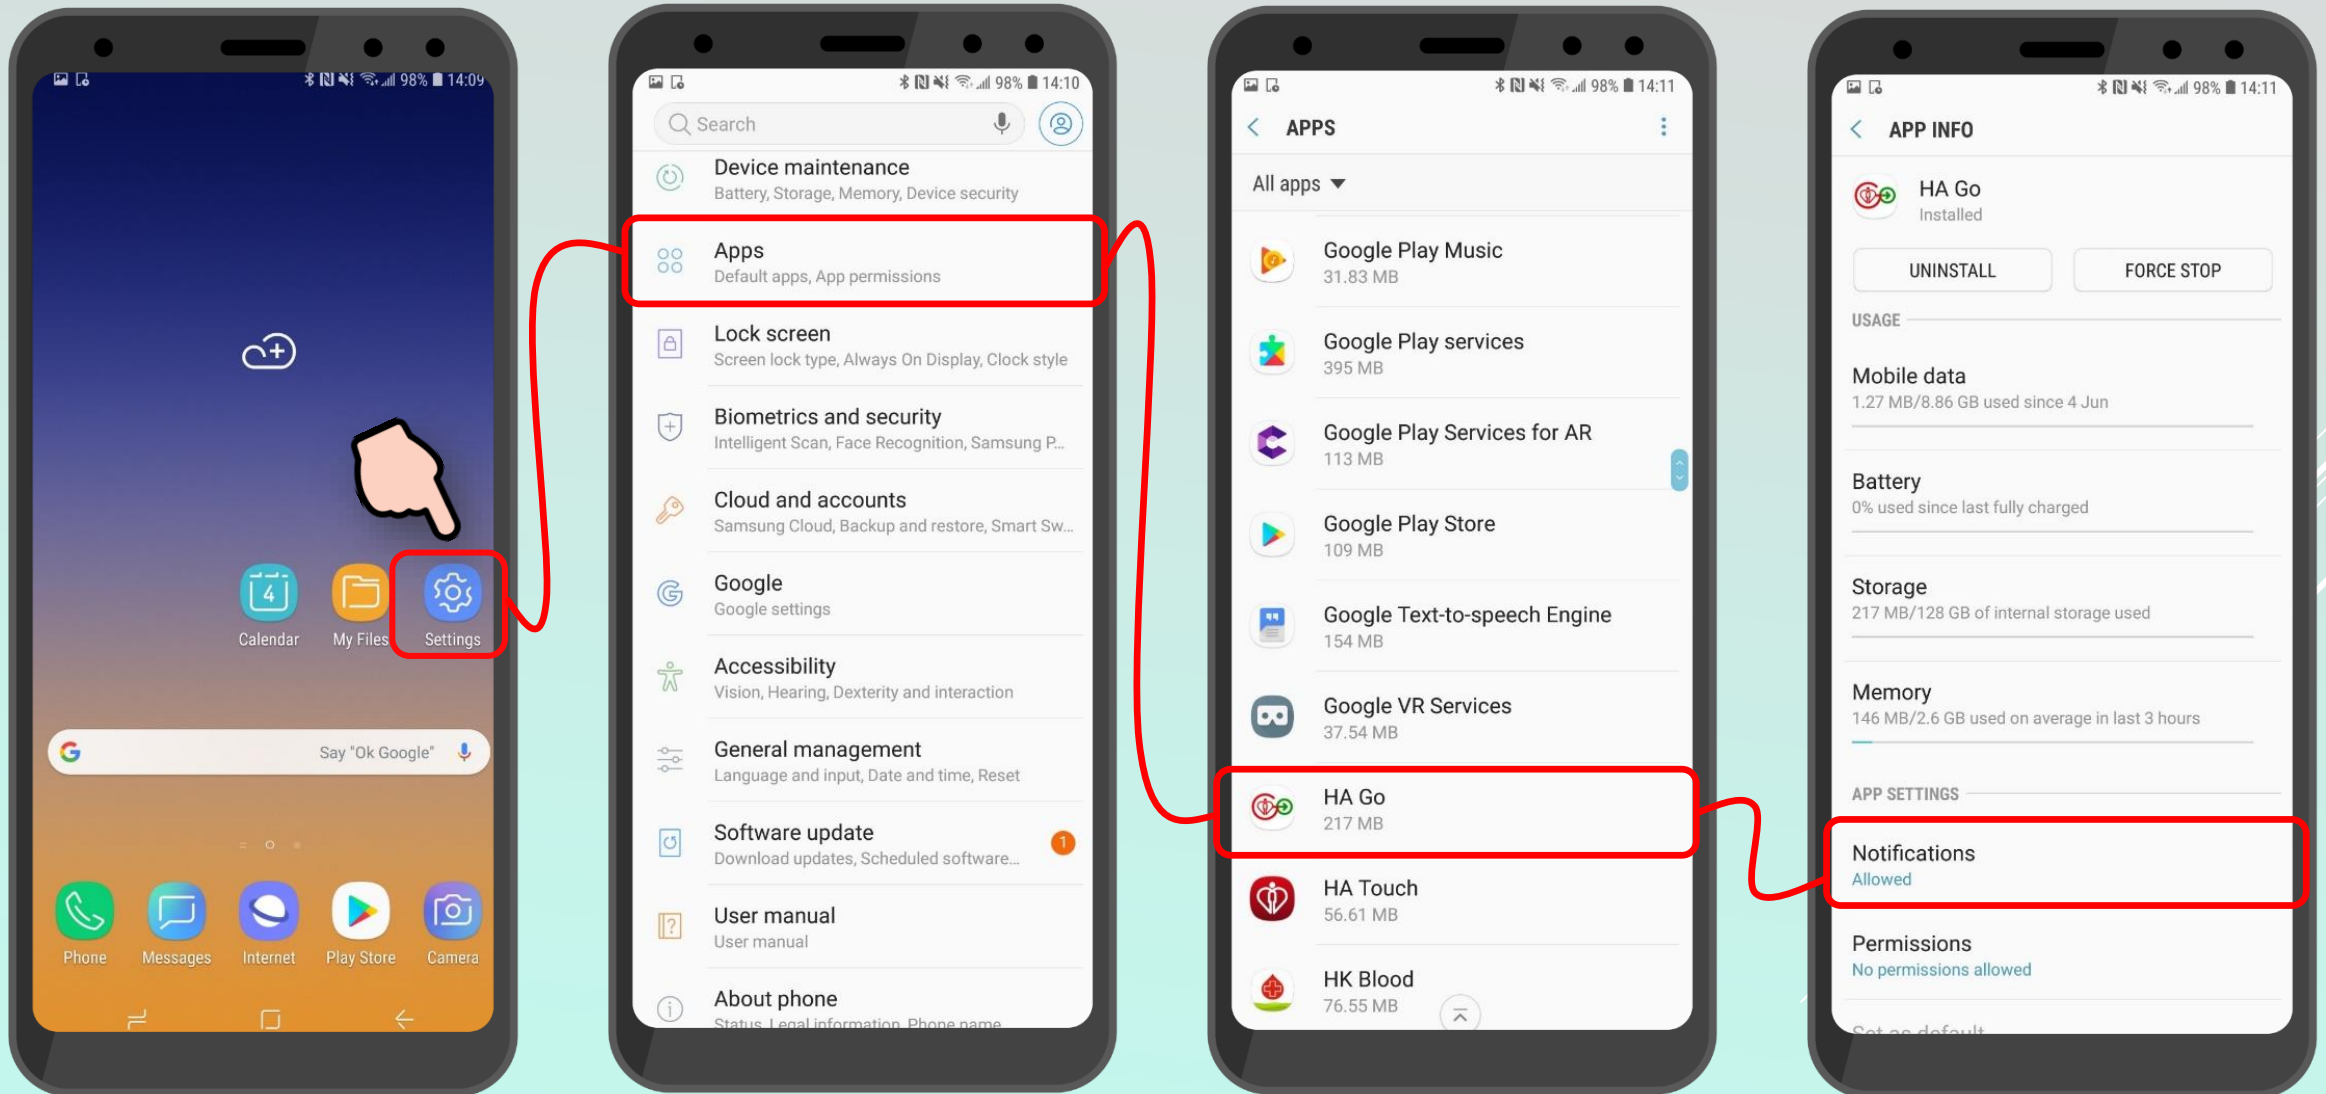 98% 14:09
4
Calendar
My Files
Settings
G
Say "Ok Google"
Phone
Messages
Internet
Play Store
Camera
98% 14:10
Search
Device maintenance
Battery, Storage, Memory, Device security
Apps
Default apps, App permissions
Lock screen
Screen lock type, Always On Display, Clock style
Biometrics and security
Intelligent Scan, Face Recognition, Samsung P...
Cloud and accounts
Samsung Cloud, Backup and restore, Smart Sw...
Google
Google settings
Accessibility
Vision, Hearing, Dexterity and interaction
General management
Language and input, Date and time, Reset
Software update
Download updates, Scheduled software...
1
User manual
User manual
About phone
Status, Legal information, Phone name
98% 14:11
APPS
All apps
Google Play Music
31.83 MB
Google Play services
395 MB
Google Play Services for AR
113 MB
Google Play Store
109 MB
Google Text-to-speech Engine
154 MB
Google VR Services
37.54 MB
HA Go
217 MB
HA Touch
56.61 MB
HK Blood
76.55 MB
98% 14:11
APP INFO
HA Go
Installed
UNINSTALL
FORCE STOP
USAGE
Mobile data
1.27 MB/8.86 GB used since 4 Jun
Battery
0% used since last fully charged
Storage
217 MB/128 GB of internal storage used
Memory
146 MB/2.6 GB used on average in last 3 hours
APP SETTINGS
Notifications
Allowed
Permissions
No permissions allowed
Set as default